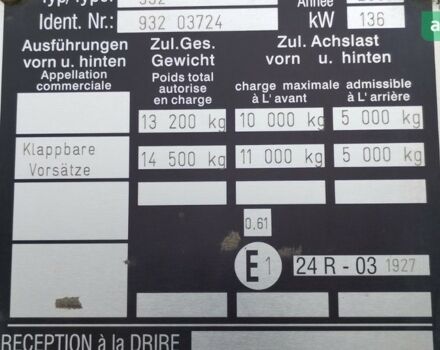 Ident. Nr.: 932 03724
kW 136
Ausführungen
vorn u. hinten
Appellation
commerciale
Zul.Ges.
Gewicht
Poids total
autorise
en charge
Zul. Achslast
vorn u. hinten
charge maximale admissible
à L' avant à L' arrière
13 200 kg 10 000 kg 5 000 kg
Klappbare
Vorsätze
14 500 kg 11 000 kg 5 000 kg
0,61
E1 24 R - 03 1927
RECEPTION à la DRIRE